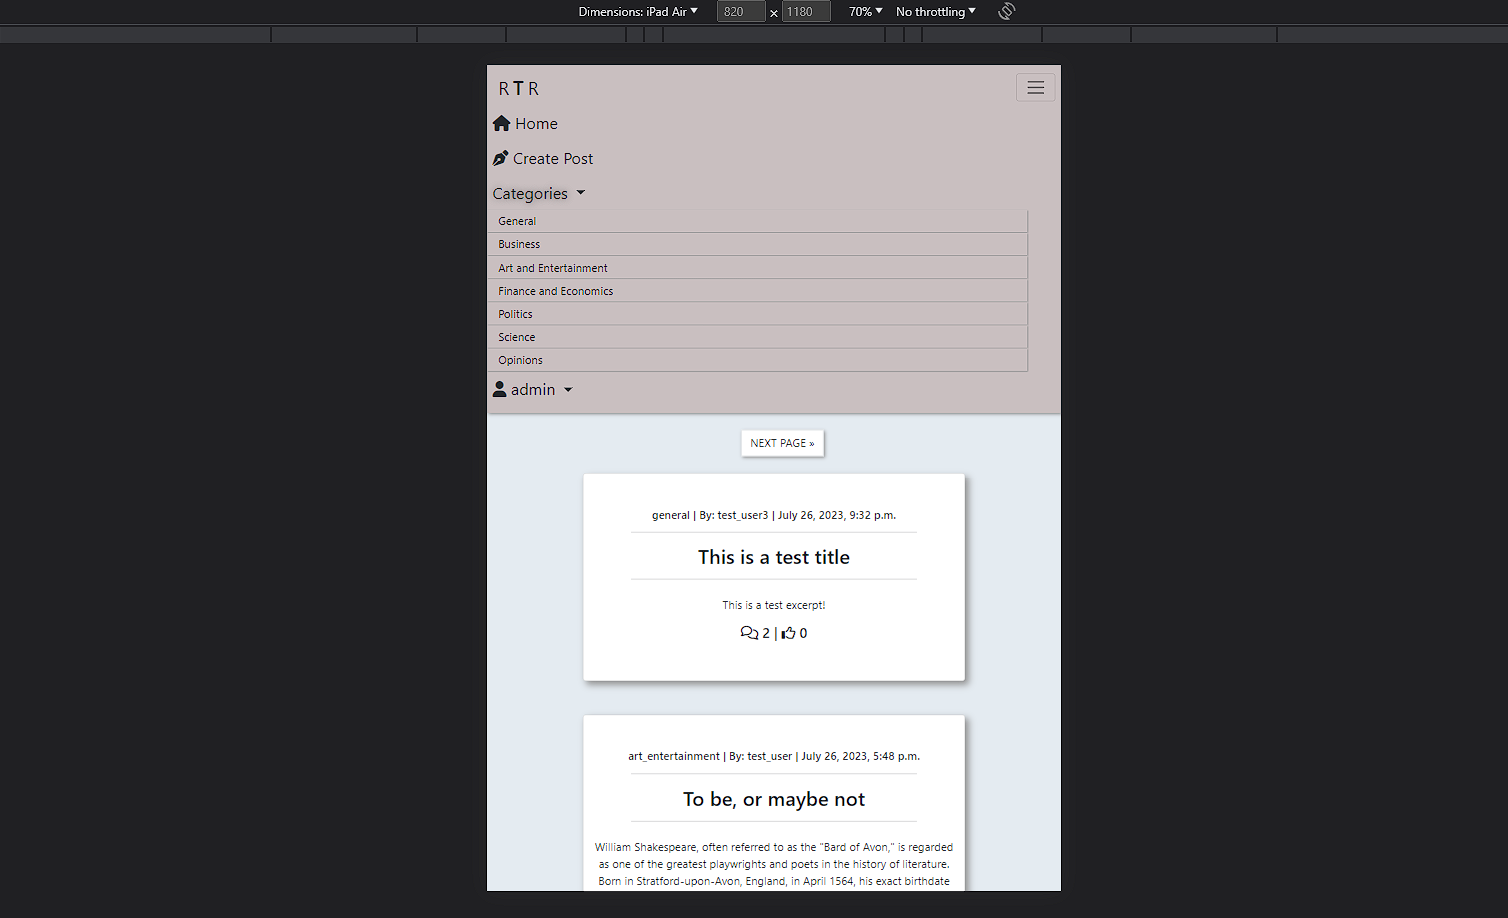 Dimensions: iPad Air 820 × 1180 70% No throttling
R T R
Home
Create Post
Categories
General
Business
Art and Entertainment
Finance and Economics
Politics
Science
Opinions
admin
NEXT PAGE »
general | By: test_user3 | July 26, 2023, 9:32 p.m.
This is a test title
This is a test excerpt!
2 | 0
art_entertainment | By: test_user | July 26, 2023, 5:48 p.m.
To be, or maybe not
William Shakespeare, often referred to as the "Bard of Avon," is regarded
as one of the greatest playwrights and poets in the history of literature.
Born in Stratford-upon-Avon, England, in April 1564, his exact birthdate